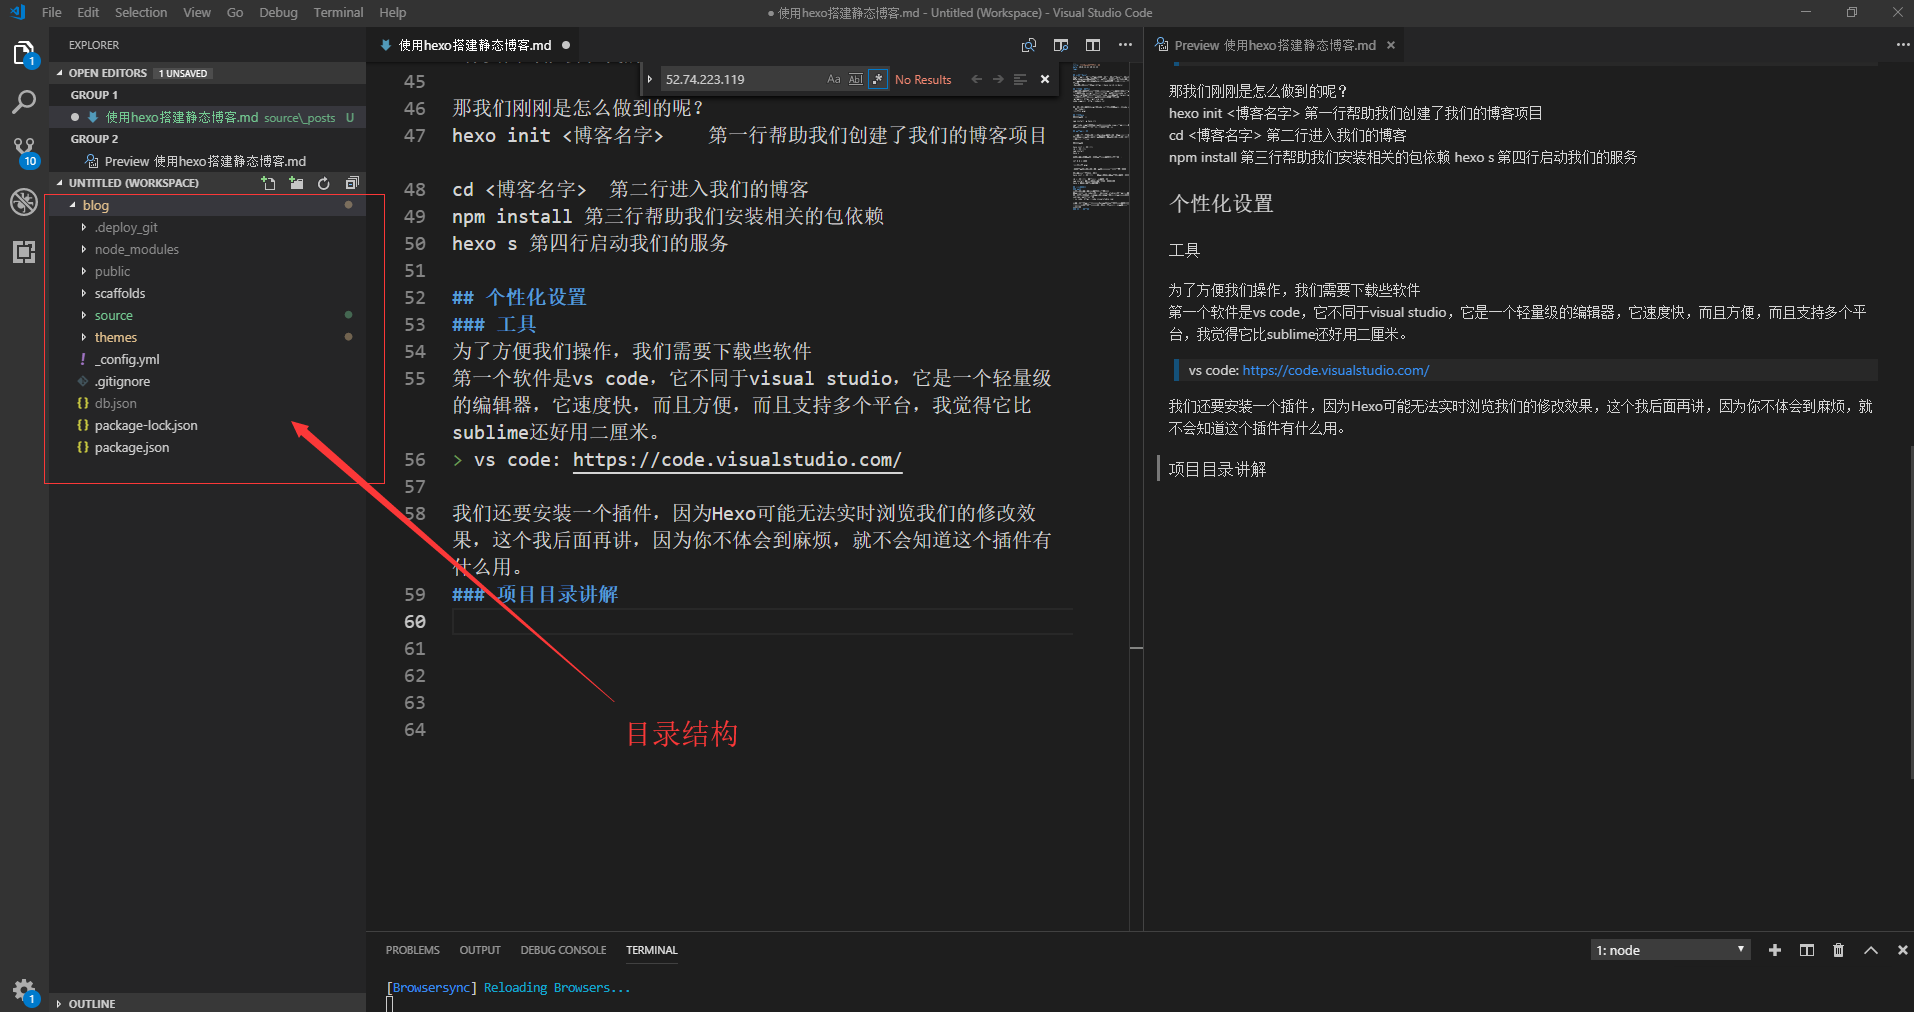 File Edit Selection View Go Debug Terminal Help
● 使用hexo搭建静态博客.md - Untitled (Workspace) - Visual Studio Code
EXPLORER
OPEN EDITORS 1 UNSAVED
GROUP 1
使用hexo搭建静态博客.md source\_posts U
GROUP 2
Preview 使用hexo搭建静态博客.md
UNTITLED (WORKSPACE)
blog
.deploy_git
node_modules
public
scaffolds
source
themes
! _config.yml
.gitignore
{} db.json
{} package-lock.json
{} package.json
OUTLINE
1
10
1
使用hexo搭建静态博客.md
52.74.223.119 Aa Abl .* No Results
45
46 那我们刚刚是怎么做到的呢？
47 hexo init <博客名字> 第一行帮助我们创建了我们的博客项目
48 cd <博客名字> 第二行进入我们的博客
49 npm install 第三行帮助我们安装相关的包依赖
50 hexo s 第四行启动我们的服务
51
52 ## 个性化设置
53 ### 工具
54 为了方便我们操作，我们需要下载些软件
55 第一个软件是vs code，它不同于visual studio，它是一个轻量级
的编辑器，它速度快，而且方便，而且支持多个平台，我觉得它比
sublime还好用二厘米。
56 > vs code: https://code.visualstudio.com/
57
58 我们还要安装一个插件，因为Hexo可能无法实时浏览我们的修改效
果，这个我后面再讲，因为你不体会到麻烦，就不会知道这个插件有
什么用。
59 ### 项目目录讲解
60
61
62
63
64
目录结构
Preview 使用hexo搭建静态博客.md
那我们刚刚是怎么做到的呢？
hexo init <博客名字> 第一行帮助我们创建了我们的博客项目
cd <博客名字> 第二行进入我们的博客
npm install 第三行帮助我们安装相关的包依赖 hexo s 第四行启动我们的服务
个性化设置
工具
为了方便我们操作，我们需要下载些软件
第一个软件是vs code，它不同于visual studio，它是一个轻量级的编辑器，它速度快，而且方便，而且支持多个平
台，我觉得它比sublime还好用二厘米。
vs code: https://code.visualstudio.com/
我们还要安装一个插件，因为Hexo可能无法实时浏览我们的修改效果，这个我后面再讲，因为你不体会到麻烦，就
不会知道这个插件有什么用。
项目目录讲解
PROBLEMS OUTPUT DEBUG CONSOLE TERMINAL
1: node
[Browsersync] Reloading Browsers...